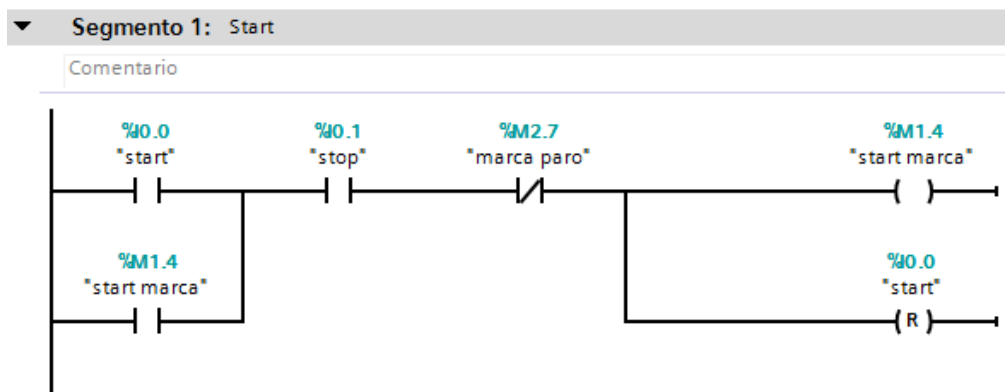 Segmento 1: Start
Comentario
%I0.0 %I0.1 %M2.7 %M1.4
"start" "stop" "marca paro" "start marca"
%M1.4 %I0.0
"start marca" "start"
R